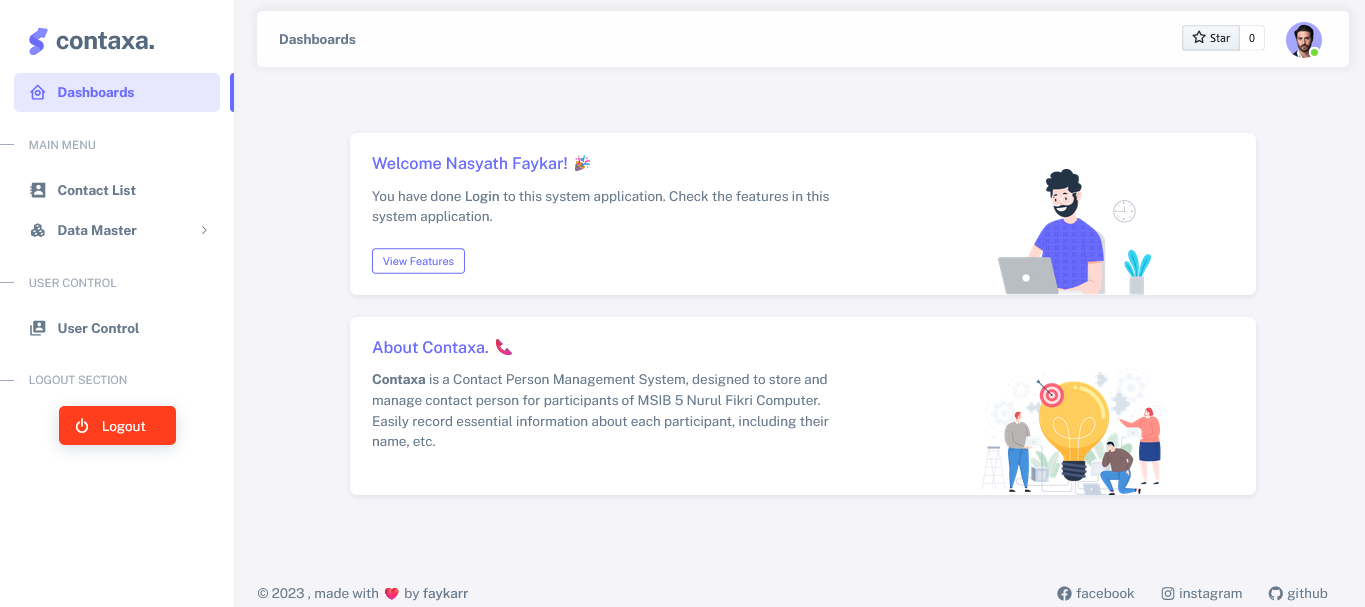 contaxa.
Dashboards
MAIN MENU
Contact List
Data Master
USER CONTROL
User Control
LOGOUT SECTION
Logout
Dashboards
Star
0
Welcome Nasyath Faykar! 🎉
You have done Login to this system application. Check the features in this
system application.
View Features
About Contaxa. 📞
Contaxa is a Contact Person Management System, designed to store and
manage contact person for participants of MSIB 5 Nurul Fikri Computer.
Easily record essential information about each participant, including their
name, etc.
© 2023 , made with ❤️ by faykarr
facebook
instagram
github